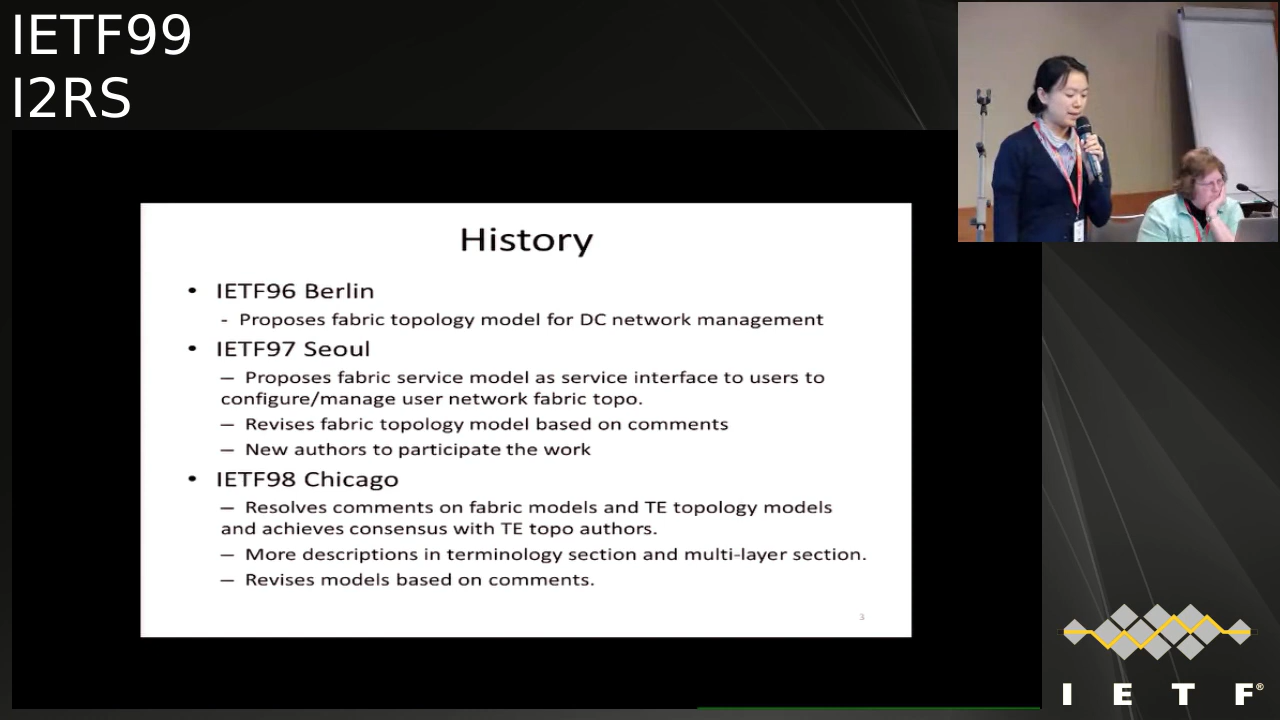 IETF99
I2RS
History
• IETF96 Berlin
- Proposes fabric topology model for DC network management
• IETF97 Seoul
– Proposes fabric service model as service interface to users to
configure/manage user network fabric topo.
– Revises fabric topology model based on comments
– New authors to participate the work
• IETF98 Chicago
– Resolves comments on fabric models and TE topology models
and achieves consensus with TE topo authors.
– More descriptions in terminology section and multi-layer section.
– Revises models based on comments.
3
I E T F®